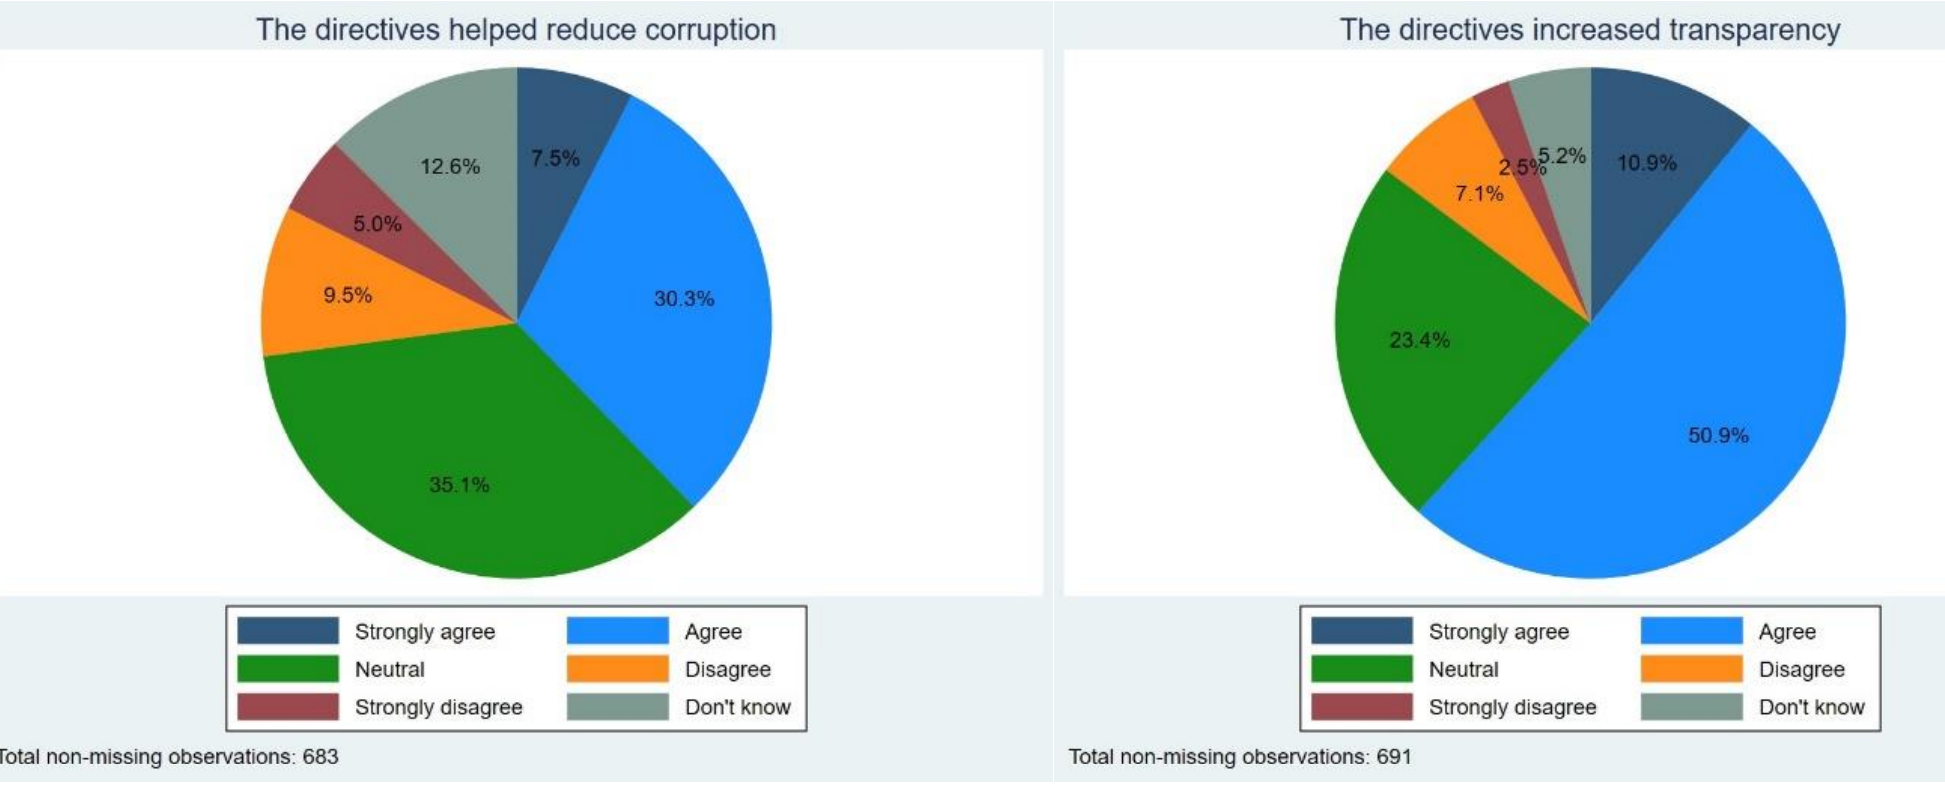 The directives helped reduce corruption
12.6%
7.5%
5.0%
9.5%
30.3%
35.1%
Strongly agree
Agree
Neutral
Disagree
Strongly disagree
Don't know
Total non-missing observations: 683
The directives increased transparency
5.2%
10.9%
2.5%
7.1%
23.4%
50.9%
Strongly agree
Agree
Neutral
Disagree
Strongly disagree
Don't know
Total non-missing observations: 691